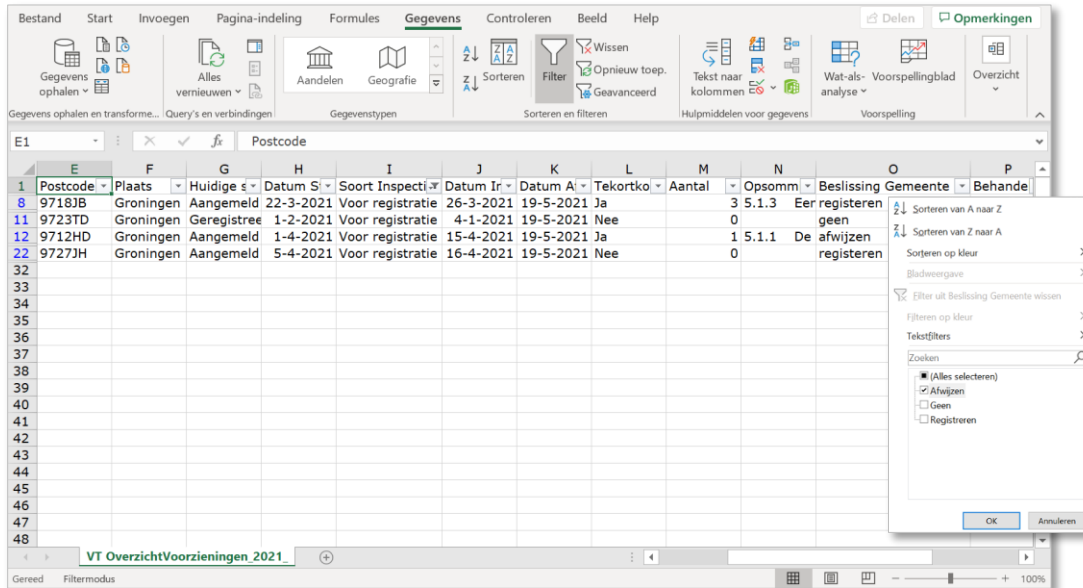 Bestand Start Invoegen Pagina-indeling Formules Gegevens Controleren Beeld Help Delen Opmerkingen
Gegevens ophalen
Alles vernieuwen
Aandelen Geografie
Sorteren
Filter
Wissen
Opnieuw toep.
Geavanceerd
Tekst naar kolommen
Wat-als-analyse
Voorspellingblad
Overzicht
Gegevens ophalen en transforme... Query's en verbindingen Gegevenstypen Sorteren en filteren Hulpmiddelen voor gegevens Voorspelling
E1 fx Postcode
E F G H I J K L M N O P
1 Postcode Plaats Huidige s Datum S Soort Inspecti Datum Ir Datum A Tekortko Aantal Opsomm Beslissing Gemeente Behande
8 9718JB Groningen Aangemeld 22-3-2021 Voor registratie 26-3-2021 19-5-2021 Ja 3 5.1.3 Eer registeren
11 9723TD Groningen Geregistree 1-2-2021 Voor registratie 4-1-2021 19-5-2021 Nee 0 geen
12 9712HD Groningen Aangemeld 1-4-2021 Voor registratie 15-4-2021 19-5-2021 Ja 1 5.1.1 De afwijzen
22 9727JH Groningen Aangemeld 5-4-2021 Voor registratie 16-4-2021 19-5-2021 Nee 0 registeren
32
33
34
35
36
37
38
39
40
41
42
43
44
45
46
47
48
Sorteren van A naar Z
Sorteren van Z naar A
Sorteren op kleur
Bladweergave
Filter uit Beslissing Gemeente wissen
Filteren op kleur
Tekstfilters
Zoeken
(Alles selecteren)
Afwijzen
Geen
Registreren
OK Annuleren
VT OverzichtVoorzieningen_2021_
Gereed Filtermodus 100%